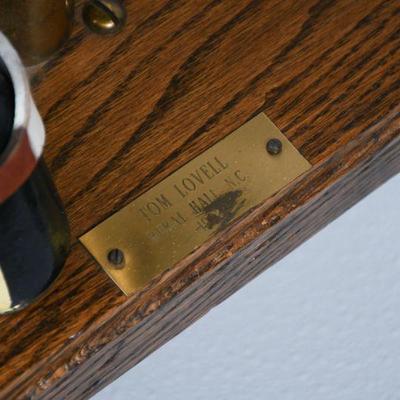 TOM LOVELL
RURAL HALL, N.C.